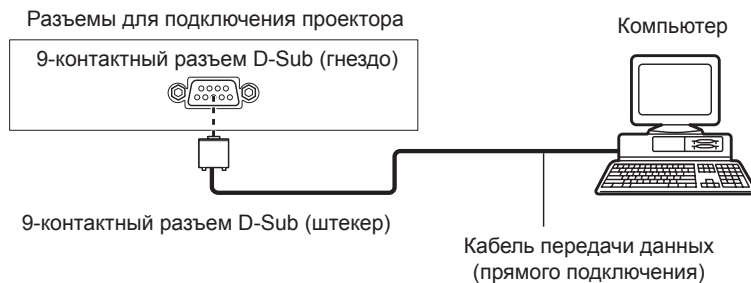 Разъемы для подключения проектора
Компьютер
9-контактный разъем D-Sub (гнездо)
9-контактный разъем D-Sub (штекер)
Кабель передачи данных
(прямого подключения)